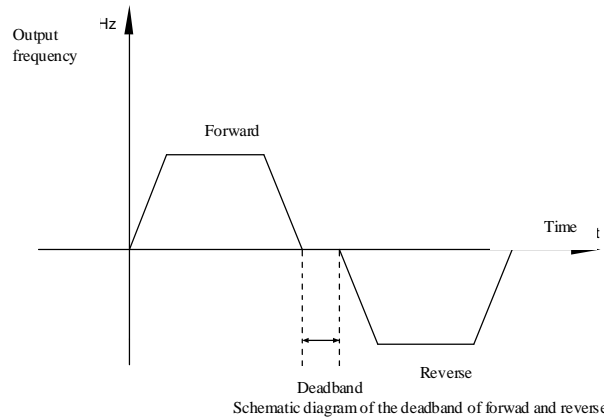 Hz
Output
frequency
Forward
Time
t
Reverse
Deadband
Schematic diagram of the deadband of forwad and reverse